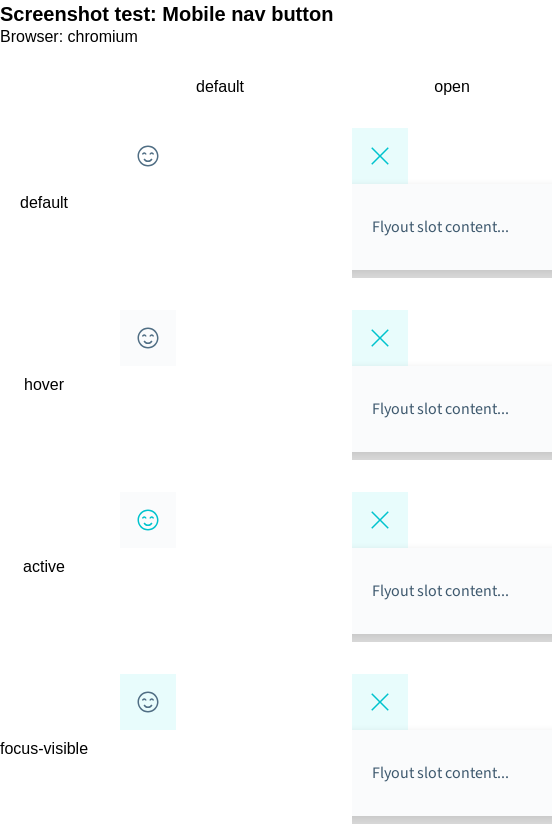 Screenshot test: Mobile nav button
Browser: chromium
default open
default
Flyout slot content...
hover
Flyout slot content...
active
Flyout slot content...
focus-visible
Flyout slot content...